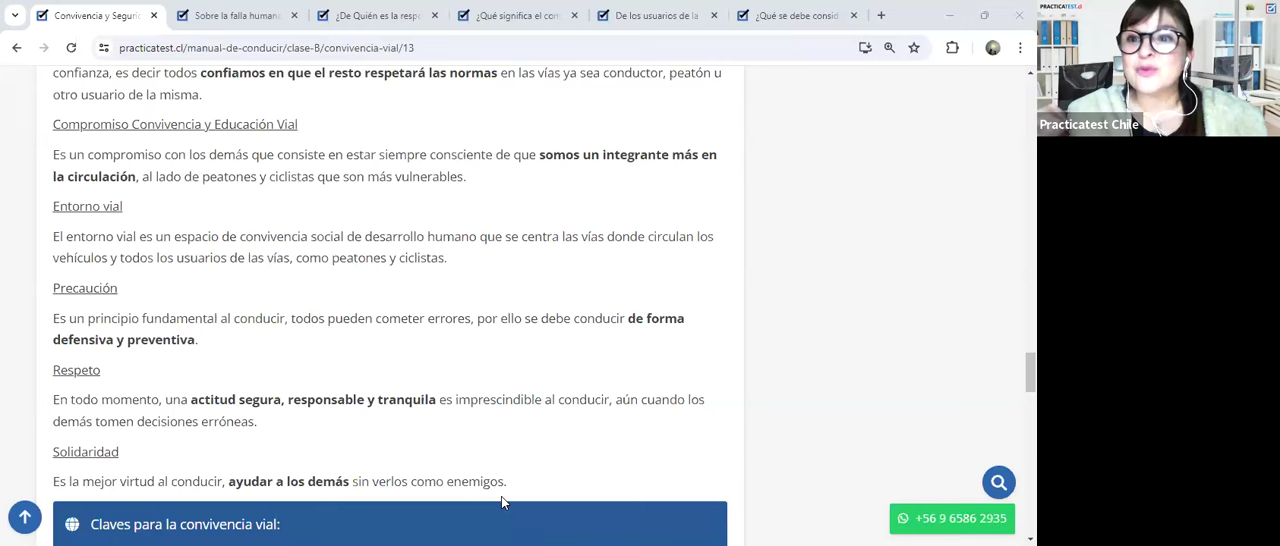 Convivencia y Seguri
Sobre la falla humana
¿De Quién es la resp
¿Qué significa el con
De los usuarios de la
¿Qué se debe consid
practicatest.cl/manual-de-conducir/clase-B/convivencia-vial/13
confianza, es decir todos confiamos en que el resto respetará las normas en las vías ya sea conductor, peatón u
otro usuario de la misma.
Compromiso Convivencia y Educación Vial
Es un compromiso con los demás que consiste en estar siempre consciente de que somos un integrante más en
la circulación, al lado de peatones y ciclistas que son más vulnerables.
Entorno vial
El entorno vial es un espacio de convivencia social de desarrollo humano que se centra las vías donde circulan los
vehículos y todos los usuarios de las vías, como peatones y ciclistas.
Precaución
Es un principio fundamental al conducir, todos pueden cometer errores, por ello se debe conducir de forma
defensiva y preventiva.
Respeto
En todo momento, una actitud segura, responsable y tranquila es imprescindible al conducir, aún cuando los
demás tomen decisiones erróneas.
Solidaridad
Es la mejor virtud al conducir, ayudar a los demás sin verlos como enemigos.
Claves para la convivencia vial:
+56 9 6586 2935
PRACTICATEST.CL
Practicatest Chile